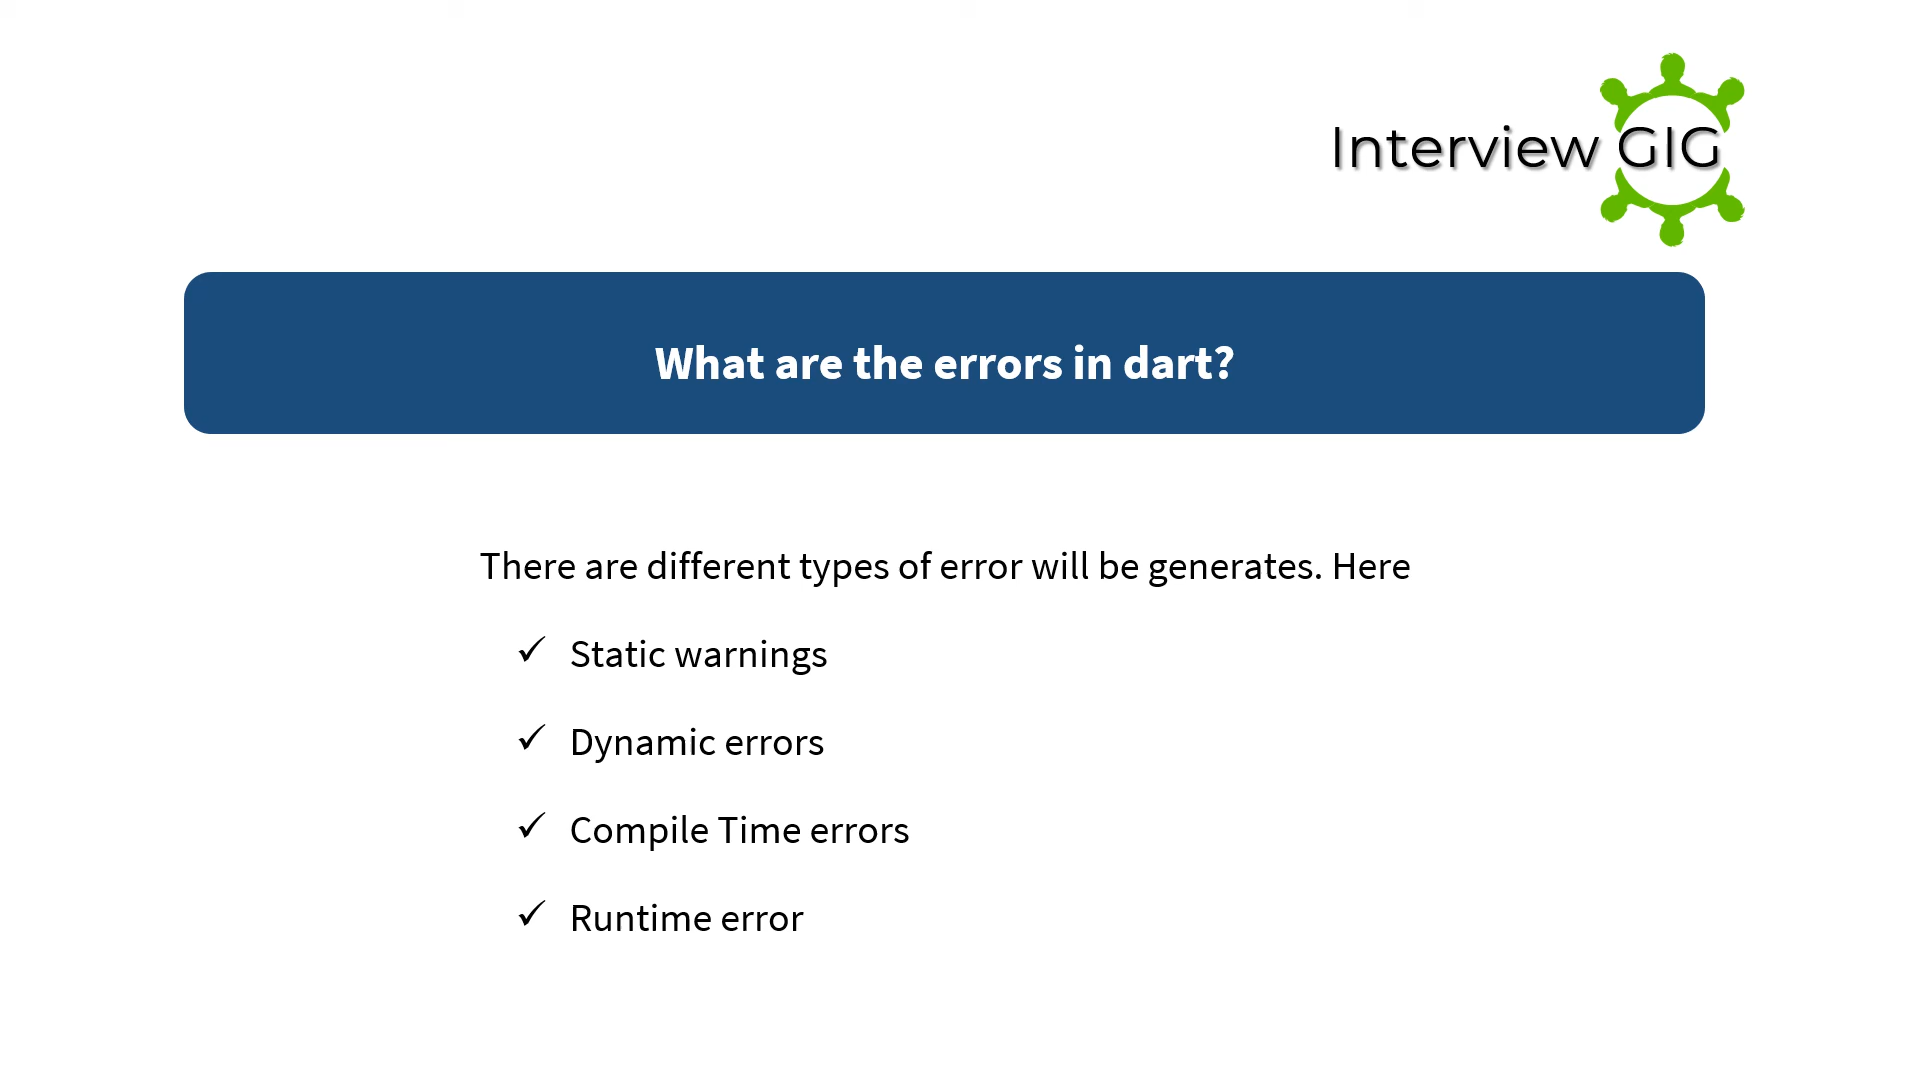 Interview GIG
What are the errors in dart?
There are different types of error will be generates. Here
✓ Static warnings
✓ Dynamic errors
✓ Compile Time errors
✓ Runtime error